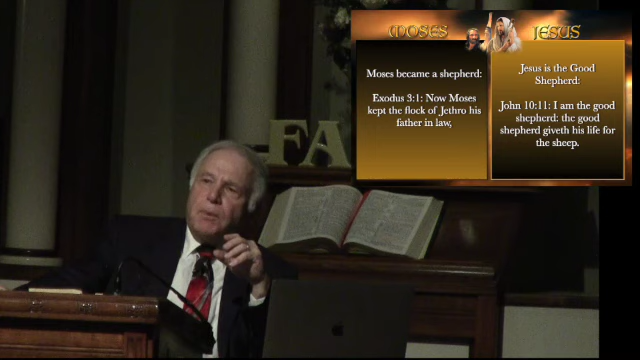 MOSES
JESUS
Moses became a shepherd:
Exodus 3:1: Now Moses
kept the flock of Jethro his
father in law,
Jesus is the Good
Shepherd:
John 10:11: I am the good
shepherd: the good
shepherd giveth his life for
the sheep.
FA